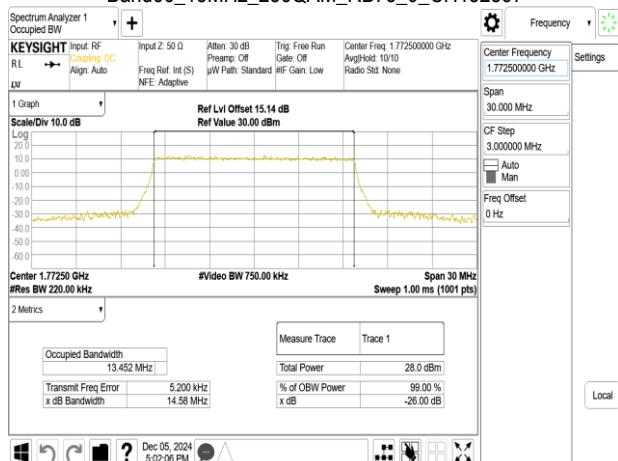 Spectrum Analyzer 1
Occupied BW
Frequency
KEYSIGHT
Input: RF
Coupling: DC
Align: Auto
Input Z: 50 Ω
Freq Ref: Int (S)
NFE: Adaptive
Atten: 30 dB
Preamp: Off
µW Path: Standard
Trig: Free Run
Gate: Off
#IF Gain: Low
Center Freq: 1.772500000 GHz
Avg|Hold: 10/10
Radio Std: None
RL
LXI
Center Frequency
1.772500000 GHz
Settings
Span
30.000 MHz
CF Step
3.000000 MHz
Auto
Man
Freq Offset
0 Hz
Local
1 Graph
Scale/Div 10.0 dB
Ref Lvl Offset 15.14 dB
Ref Value 30.00 dBm
Log
20.0
10.0
0.00
-10.0
-20.0
-30.0
-40.0
-50.0
-60.0
Center 1.77250 GHz
#Video BW 750.00 kHz
Span 30 MHz
#Res BW 220.00 kHz
Sweep 1.00 ms (1001 pts)
2 Metrics
Measure Trace
Trace 1
Occupied Bandwidth
13.452 MHz
Total Power
28.0 dBm
Transmit Freq Error
5.200 kHz
% of OBW Power
99.00 %
x dB Bandwidth
14.58 MHz
x dB
-26.00 dB
?
Dec 05, 2024
5:02:06 PM